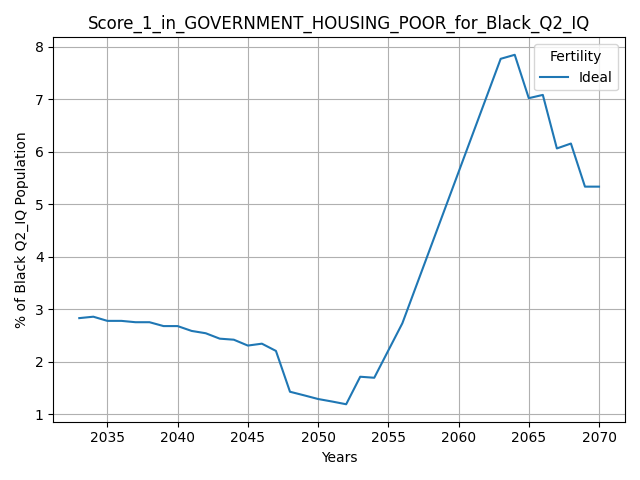 Score_1_in_GOVERNMENT_HOUSING_POOR_for_Black_Q2_IQ
Fertility
Ideal
% of Black Q2_IQ Population
8
7
6
5
4
3
2
1
2035 2040 2045 2050 2055 2060 2065 2070
Years